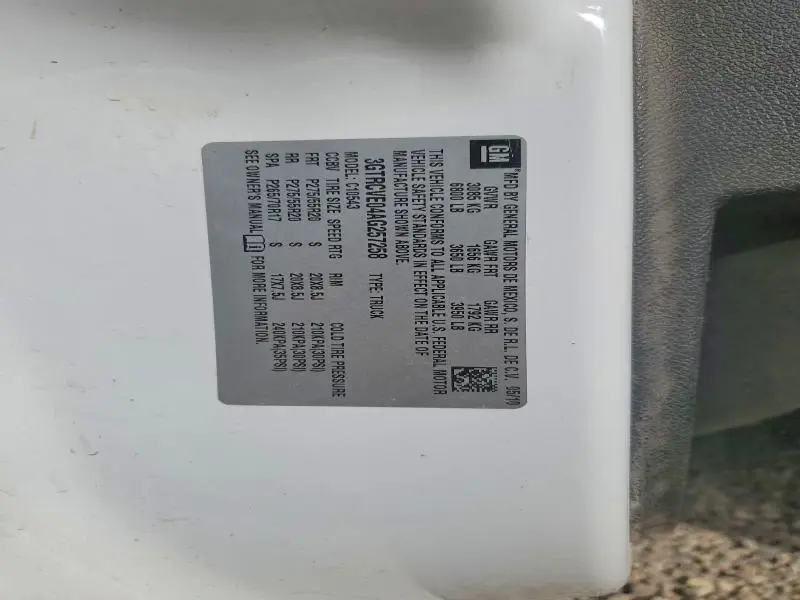 GM
MFD BY GENERAL MOTORS DE MEXICO, S. DE R.L. DE C.V. 05/10
GVWR GAWR FRT GAWR RR
3085 KG 1656 KG 1792 KG
6800 LB 3650 LB 3950 LB
THIS VEHICLE CONFORMS TO ALL APPLICABLE U.S. FEDERAL MOTOR
VEHICLE SAFETY STANDARDS IN EFFECT ON THE DATE OF
MANUFACTURE SHOWN ABOVE.
3GTRCVE04AG257258 TYPE: TRUCK
MODEL: C10543
CCBV TIRE SIZE SPEED RTG RIM COLD TIRE PRESSURE
FRT P275/55R20 S 20X8.5J 210KPA(30PSI)
RR P275/55R20 S 20X8.5J 210KPA(30PSI)
SPA P265/70R17 S 17X7.5J 240KPA(35PSI)
SEE OWNER'S MANUAL FOR MORE INFORMATION.